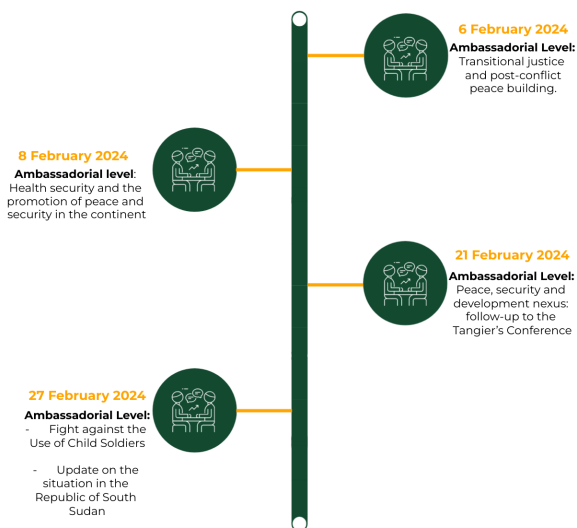 6 February 2024
Ambassadorial Level:
Transitional justice
and post-conflict
peace building.
8 February 2024
Ambassadorial level:
Health security and the
promotion of peace and
security in the continent
21 February 2024
Ambassadorial Level:
Peace, security and
development nexus:
follow-up to the
Tangier's Conference
27 February 2024
Ambassadorial Level:
- Fight against the
Use of Child Soldiers
- Update on the
situation in the
Republic of South
Sudan